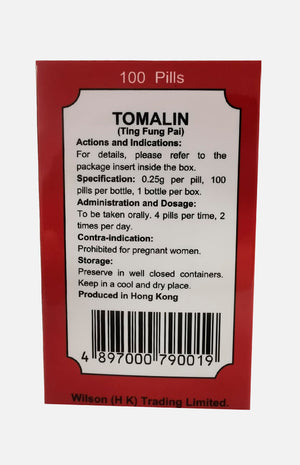 100 Pills
TOMALIN
(Ting Fung Pai)
Actions and Indications:
For details, please refer to the
package insert inside the box.
Specification: 0.25g per pill, 100
pills per bottle, 1 bottle per box.
Administration and Dosage:
To be taken orally. 4 pills per time, 2
times per day.
Contra-indication:
Prohibited for pregnant women.
Storage:
Preserve in well closed containers.
Keep in a cool and dry place.
Produced in Hong Kong
4 897000 790019
Wilson (H K) Trading Limited.